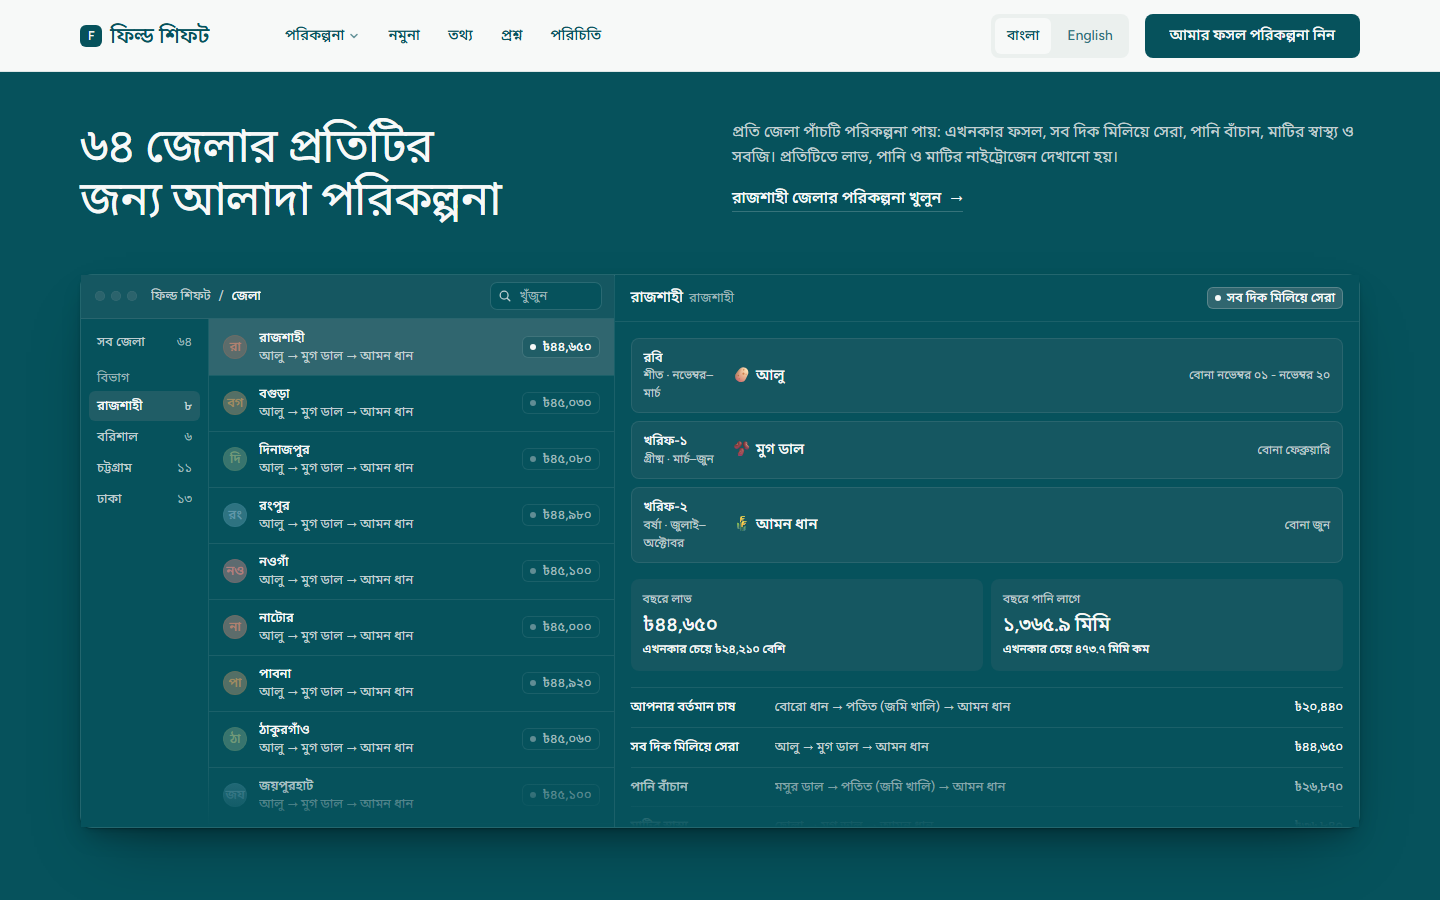 F ফিল্ড শিফট
পরিকল্পনা
নমুনা
তথ্য
প্রশ্ন
পরিচিতি
বাংলা
English
আমার ফসল পরিকল্পনা নিন
৬৪ জেলার প্রতিটির
জন্য আলাদা পরিকল্পনা
প্রতি জেলা পাঁচটি পরিকল্পনা পায়: এখনকার ফসল, সব দিক মিলিয়ে সেরা, পানি বাঁচান, মাটির স্বাস্থ্য ও
সবজি। প্রতিটিতে লাভ, পানি ও মাটির নাইট্রোজেন দেখানো হয়।
রাজশাহী জেলার পরিকল্পনা খুলুন →
ফিল্ড শিফট / জেলা
খুঁজুন
সব জেলা ৬৪
বিভাগ
রাজশাহী ৮
বরিশাল ৬
চট্টগ্রাম ১১
ঢাকা ১৩
রা
রাজশাহী
আলু → মুগ ডাল → আমন ধান
৳৪৪,৬৫০
বগ
বগুড়া
আলু → মুগ ডাল → আমন ধান
৳৪৫,০৩০
দি
দিনাজপুর
আলু → মুগ ডাল → আমন ধান
৳৪৫,০৮০
রং
রংপুর
আলু → মুগ ডাল → আমন ধান
৳৪৪,৯৮০
নও
নওগাঁ
আলু → মুগ ডাল → আমন ধান
৳৪৫,১০০
না
নাটোর
আলু → মুগ ডাল → আমন ধান
৳৪৫,০০০
পা
পাবনা
আলু → মুগ ডাল → আমন ধান
৳৪৪,৯২০
ঠা
ঠাকুরগাঁও
আলু → মুগ ডাল → আমন ধান
৳৪৫,০৬০
জয়
জয়পুরহাট
আলু → মুগ ডাল → আমন ধান
৳৪৫,১০০
রাজশাহী রাজশাহী
সব দিক মিলিয়ে সেরা
রবি
শীত · নভেম্বর–
মার্চ
আলু
বোনা নভেম্বর ০১ - নভেম্বর ২০
খরিফ-১
গ্রীষ্ম · মার্চ–জুন
মুগ ডাল
বোনা ফেব্রুয়ারি
খরিফ-২
বর্ষা · জুলাই–
অক্টোবর
আমন ধান
বোনা জুন
বছরে লাভ
৳৪৪,৬৫০
এখনকার চেয়ে ৳২৪,২১০ বেশি
বছরে পানি লাগে
১,৩৬৫.৯ মিমি
এখনকার চেয়ে ৪৭৩.৭ মিমি কম
আপনার বর্তমান চাষ
বোরো ধান → পতিত (জমি খালি) → আমন ধান
৳২০,৪৪০
সব দিক মিলিয়ে সেরা
আলু → মুগ ডাল → আমন ধান
৳৪৪,৬৫০
পানি বাঁচান
মসুর ডাল → পতিত (জমি খালি) → আমন ধান
৳২৬,৮৭০